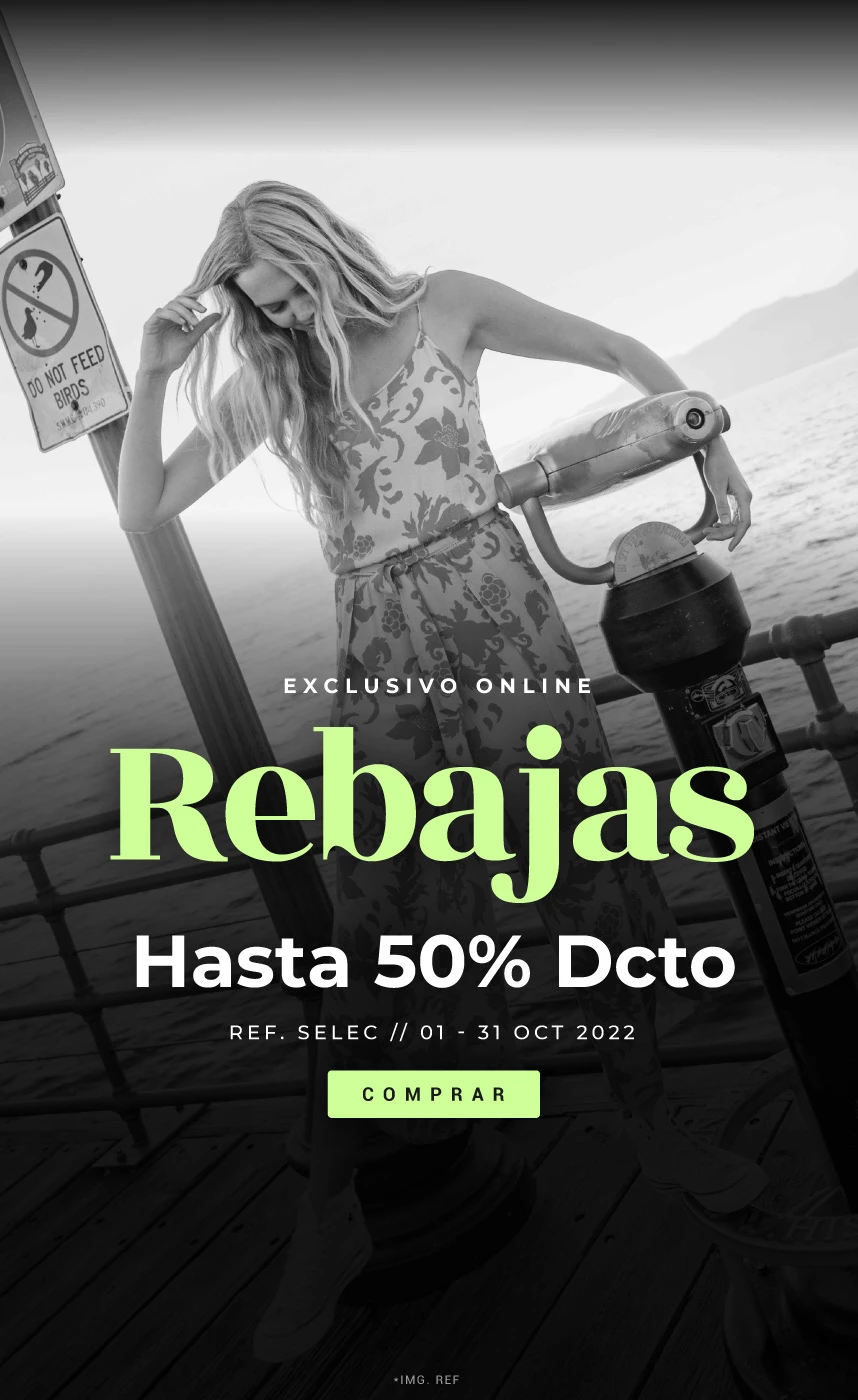 DO NOT FEED
BIRDS
EXCLUSIVO ONLINE
Rebajas
Hasta 50% Dcto
REF. SELEC // 01 - 31 OCT 2022
COMPRAR
*IMG. REF